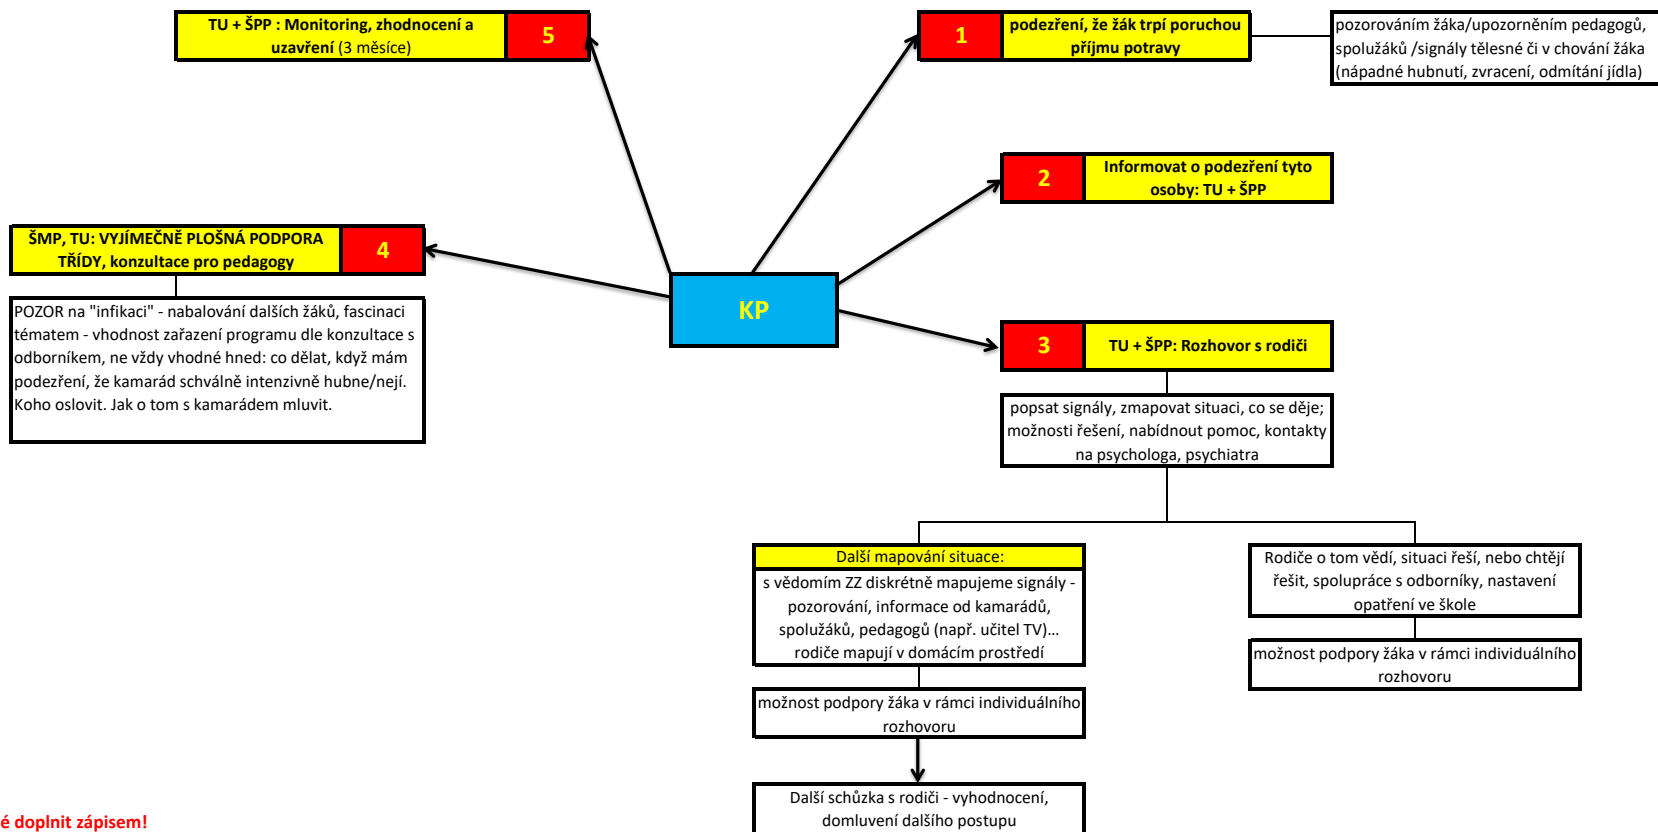 TU + ŠPP : Monitoring, zhodnocení a
uzavření (3 měsíce)
5
1
podezření, že žák trpí poruchou
příjmu potravy
pozorováním žáka/upozorněním pedagogů,
spolužáků /signály tělesné či v chování žáka
(nápadné hubnutí, zvracení, odmítání jídla)
2
Informovat o podezření tyto
osoby: TU + ŠPP
ŠMP, TU: VYJÍMEČNĚ PLOŠNÁ PODPORA
TŘÍDY, konzultace pro pedagogy
4
POZOR na "infikaci" - nabalování dalších žáků, fascinaci
tématem - vhodnost zařazení programu dle konzultace s
odborníkem, ne vždy vhodné hned: co dělat, když mám
podezření, že kamarád schválně intenzivně hubne/nejí.
Koho oslovit. Jak o tom s kamarádem mluvit.
KP
3
TU + ŠPP: Rozhovor s rodiči
popsat signály, zmapovat situaci, co se děje;
možnosti řešení, nabídnout pomoc, kontakty
na psychologa, psychiatra
Další mapování situace:
s vědomím ZZ diskrétně mapujeme signály -
pozorování, informace od kamarádů,
spolužáků, pedagogů (např. učitel TV)...
rodiče mapují v domácím prostředí
možnost podpory žáka v rámci individuálního
rozhovoru
Další schůzka s rodiči - vyhodnocení,
domluvení dalšího postupu
Rodiče o tom vědí, situaci řeší, nebo chtějí
řešit, spolupráce s odborníky, nastavení
opatření ve škole
možnost podpory žáka v rámci individuálního
rozhovoru
é doplnit zápisem!